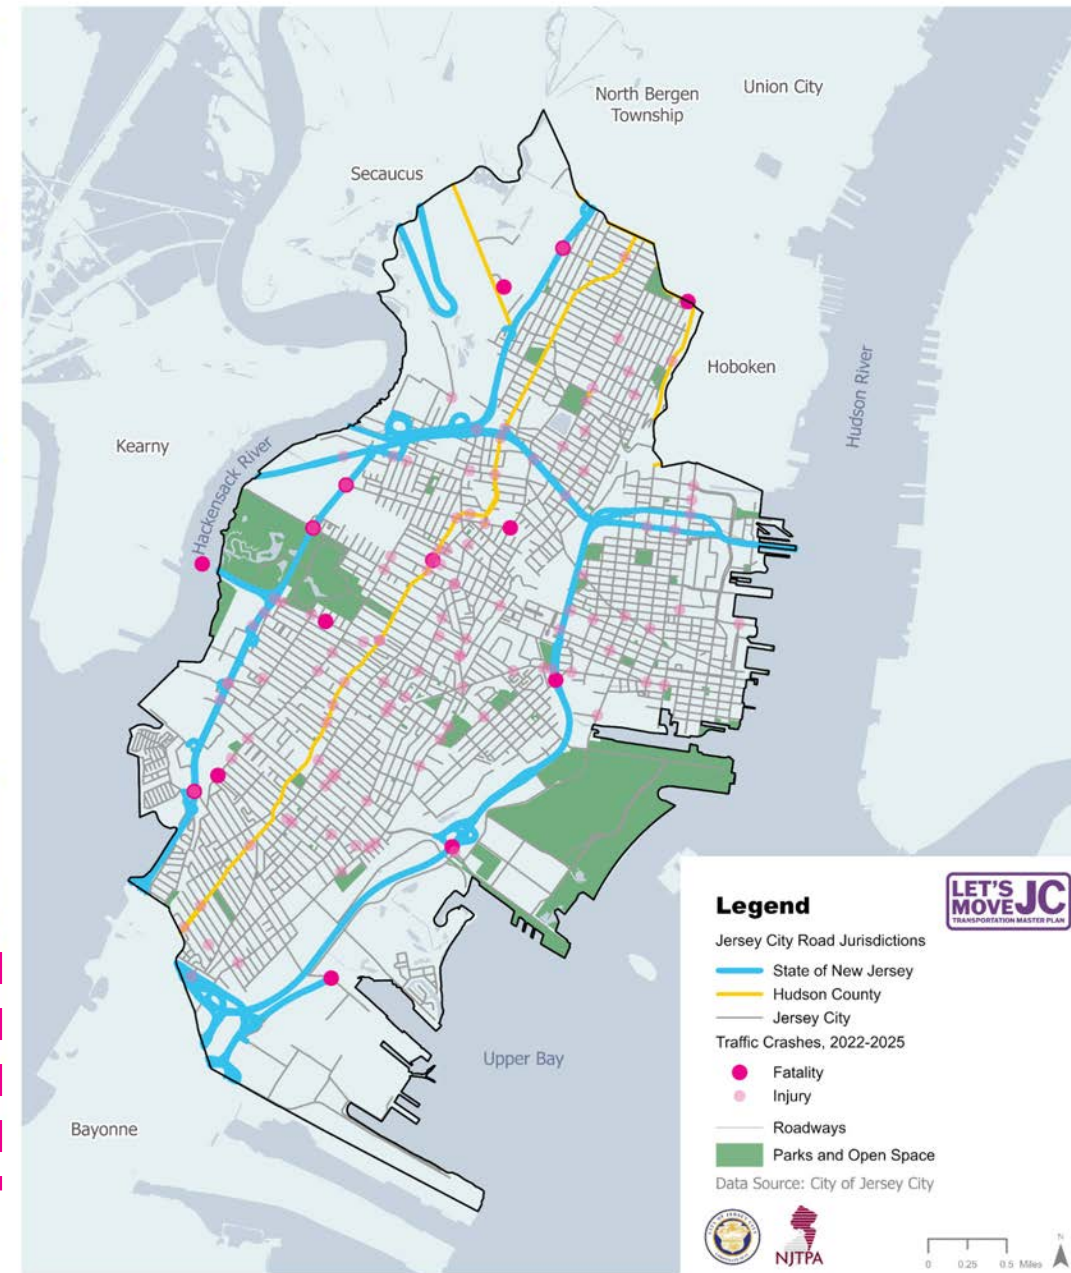 North Bergen
Township
Union City
Secaucus
Hoboken
Hudson River
Kearny
Hackensack River
Upper Bay
Bayonne
Legend
LET'S
MOVE JC
TRANSPORTATION MASTER PLAN
Jersey City Road Jurisdictions
State of New Jersey
Hudson County
Jersey City
Traffic Crashes, 2022-2025
Fatality
Injury
Roadways
Parks and Open Space
Data Source: City of Jersey City
NJTPA
N
0 0.25 0.5 Miles